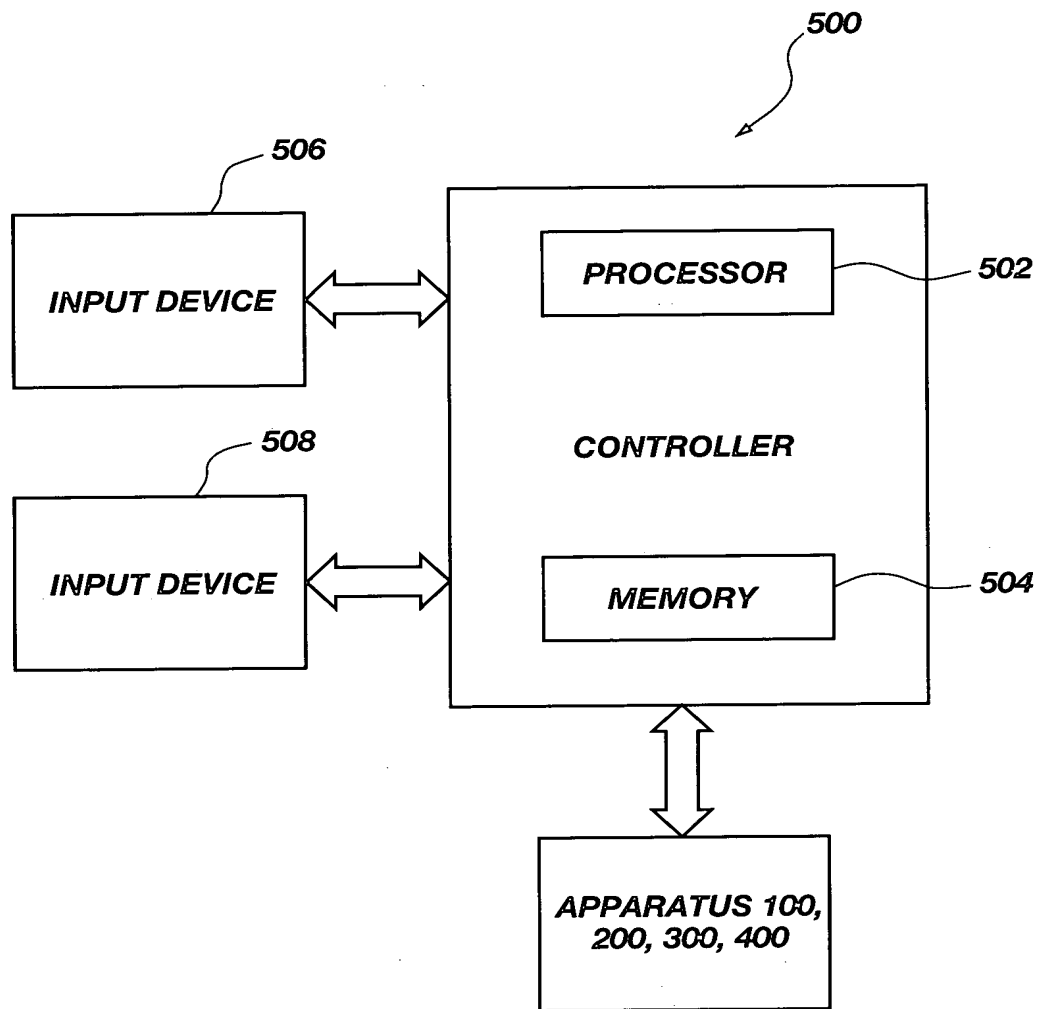 500
506
INPUT DEVICE
PROCESSOR
502
CONTROLLER
508
INPUT DEVICE
MEMORY
504
APPARATUS 100,
200, 300, 400